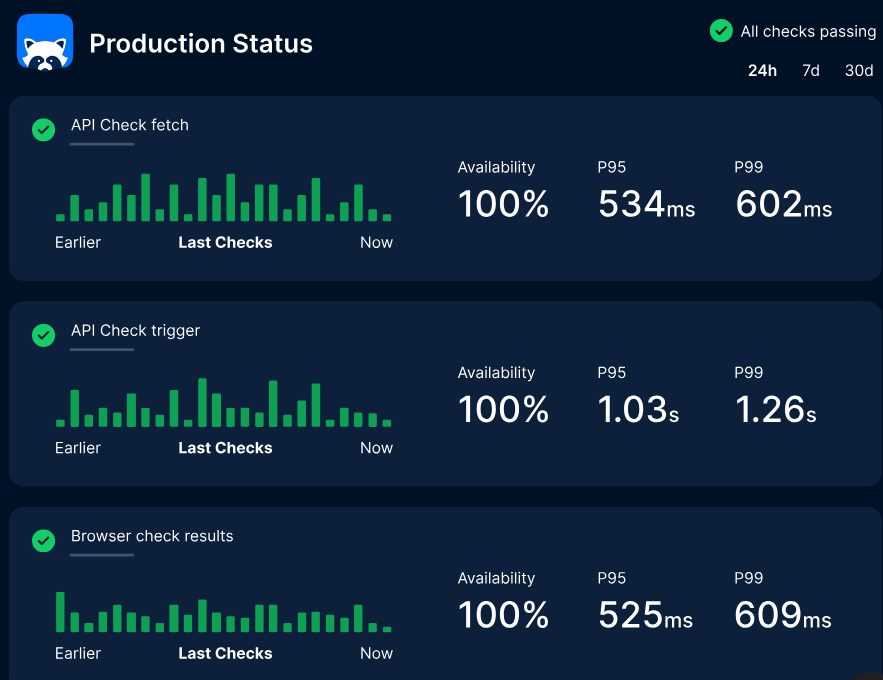 Production Status
All checks passing
24h 7d 30d
API Check fetch
Availability P95 P99
100% 534ms 602ms
Earlier Last Checks Now
API Check trigger
Availability P95 P99
100% 1.03s 1.26s
Earlier Last Checks Now
Browser check results
Availability P95 P99
100% 525ms 609ms
Earlier Last Checks Now